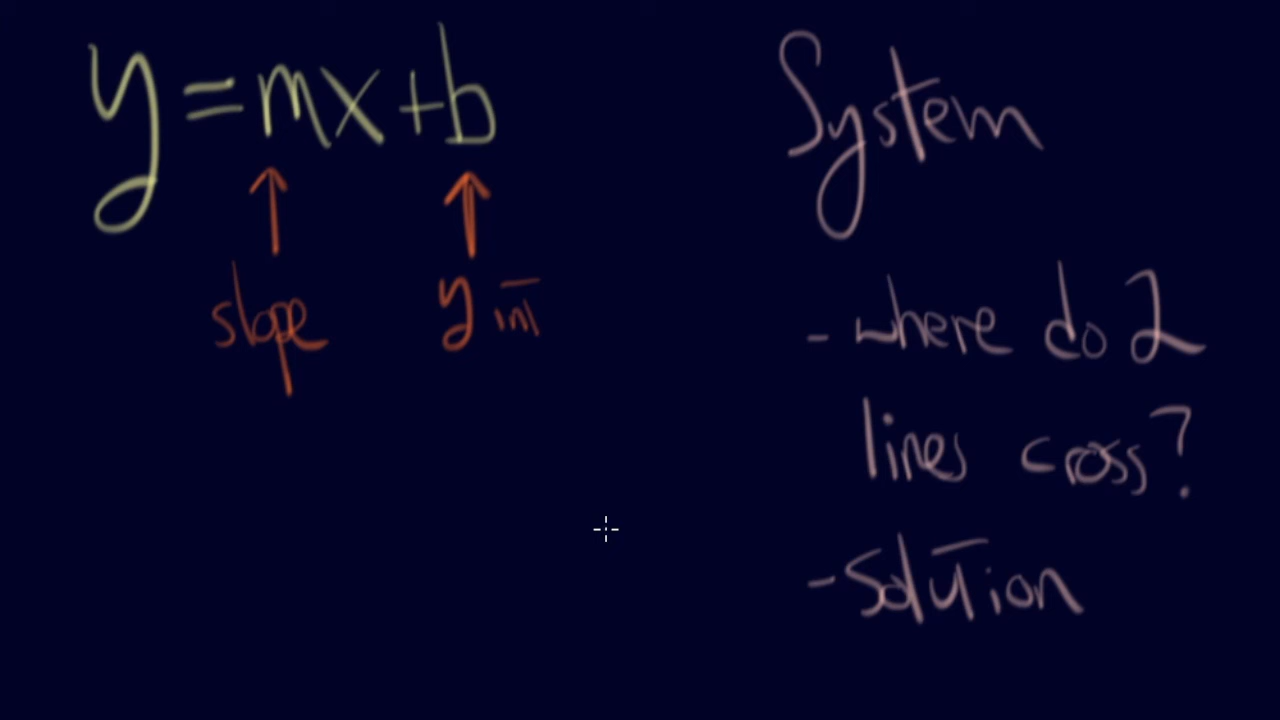 y=mx+b
slope
y int
System
- where do 2
lines cross?
- Solution